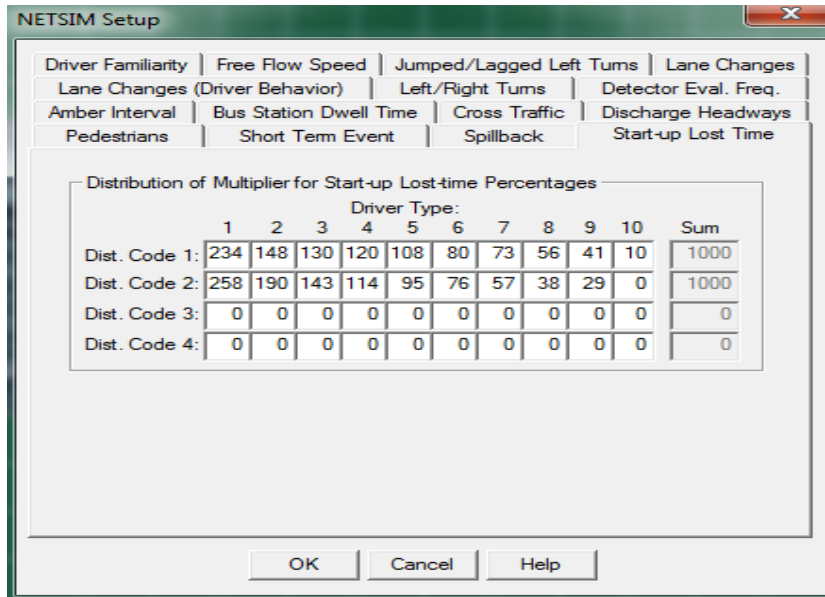 NETSIM Setup
Driver Familiarity Free Flow Speed Jumped/Lagged Left Turns Lane Changes
Lane Changes (Driver Behavior) Left/Right Turns Detector Eval. Freq.
Amber Interval Bus Station Dwell Time Cross Traffic Discharge Headways
Pedestrians Short Term Event Spillback Start-up Lost Time
Distribution of Multiplier for Start-up Lost-time Percentages
Driver Type:
1 2 3 4 5 6 7 8 9 10 Sum
Dist. Code 1: 234 148 130 120 108 80 73 56 41 10 1000
Dist. Code 2: 258 190 143 114 95 76 57 38 29 0 1000
Dist. Code 3: 0 0 0 0 0 0 0 0 0 0 0
Dist. Code 4: 0 0 0 0 0 0 0 0 0 0 0
OK Cancel Help